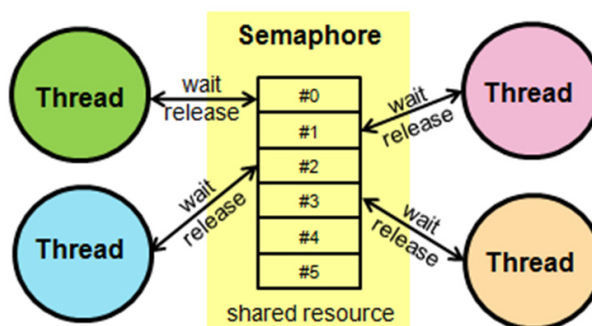 Semaphore
Thread
wait
release
#0
#1
#2
#3
#4
#5
wait
release
Thread
Thread
wait
release
wait
release
Thread
shared resource